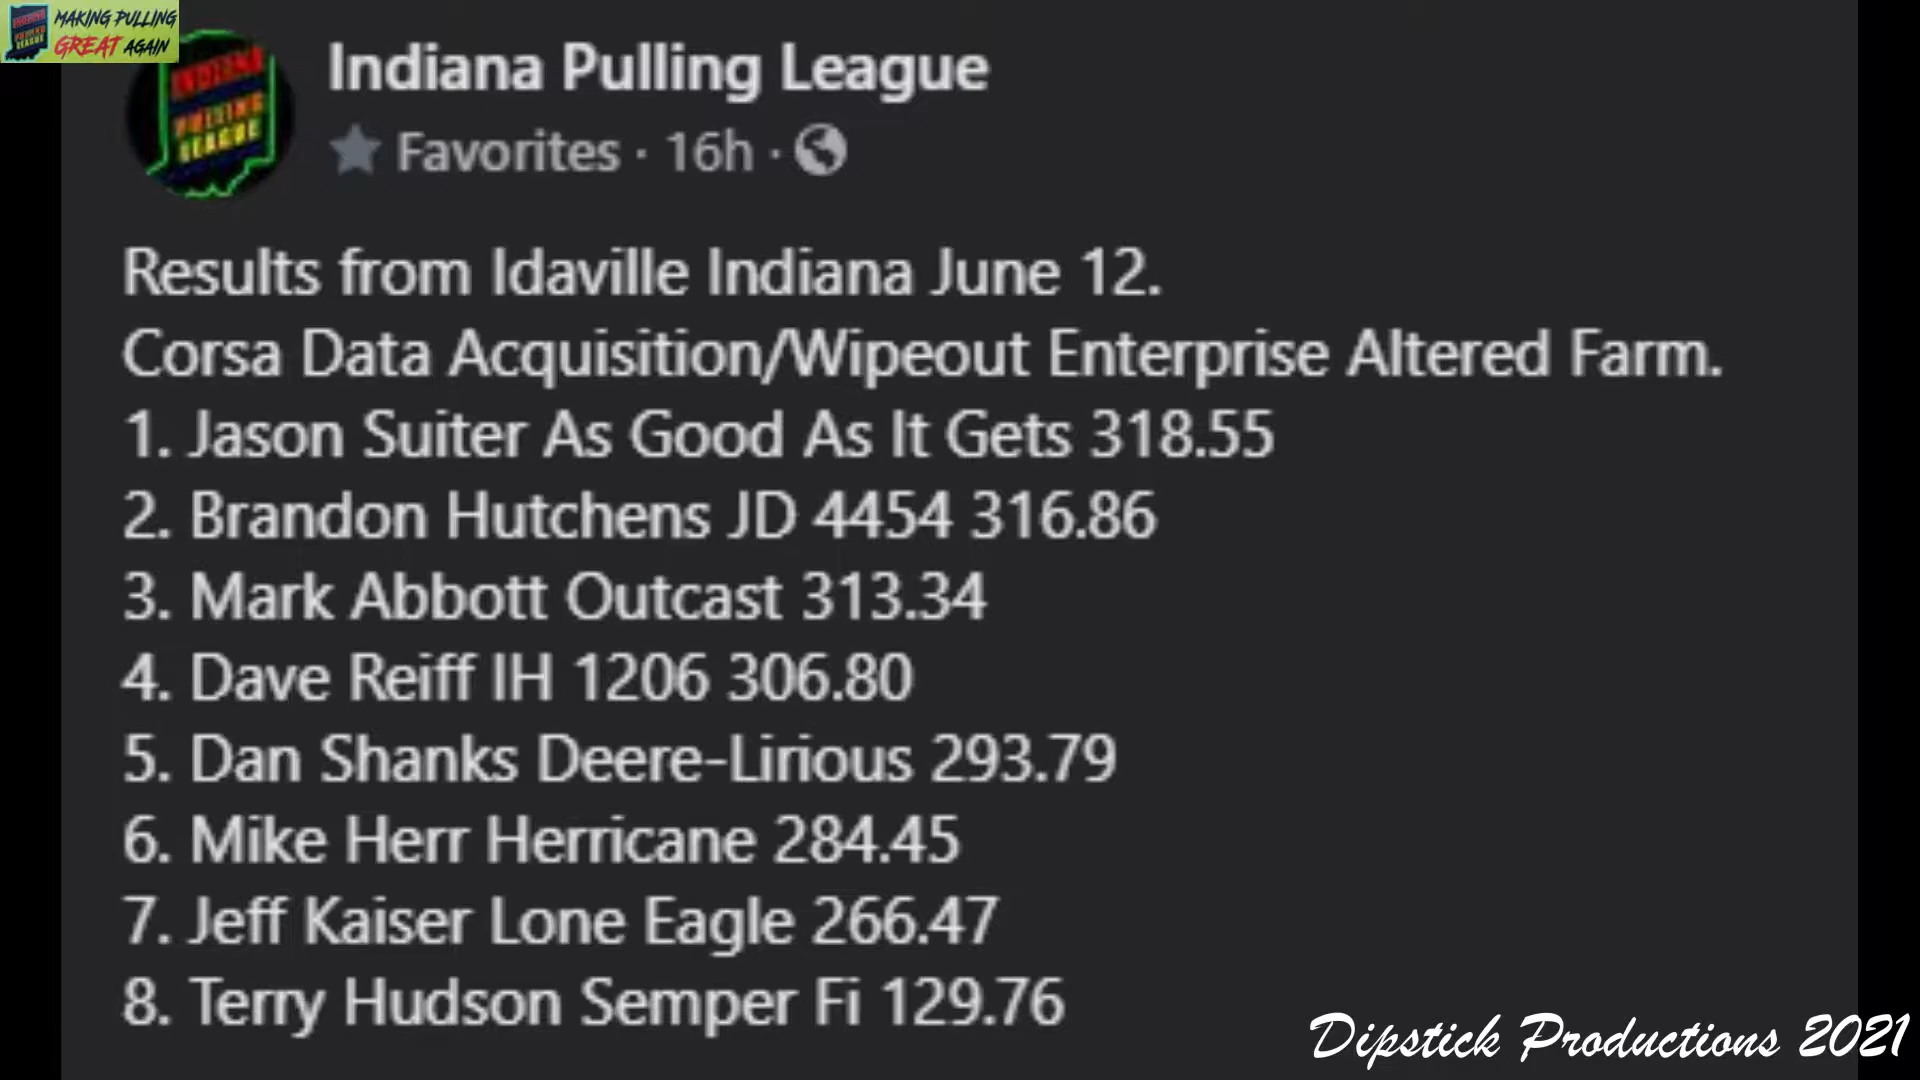 MAKING PULLING
GREAT AGAIN
INDIANA
PULLING
LEAGUE
Indiana Pulling League
Favorites · 16h ·
Results from Idaville Indiana June 12.
Corsa Data Acquisition/Wipeout Enterprise Altered Farm.
1. Jason Suiter As Good As It Gets 318.55
2. Brandon Hutchens JD 4454 316.86
3. Mark Abbott Outcast 313.34
4. Dave Reiff IH 1206 306.80
5. Dan Shanks Deere-Lirious 293.79
6. Mike Herr Herricane 284.45
7. Jeff Kaiser Lone Eagle 266.47
8. Terry Hudson Semper Fi 129.76
Dipstick Productions 2021